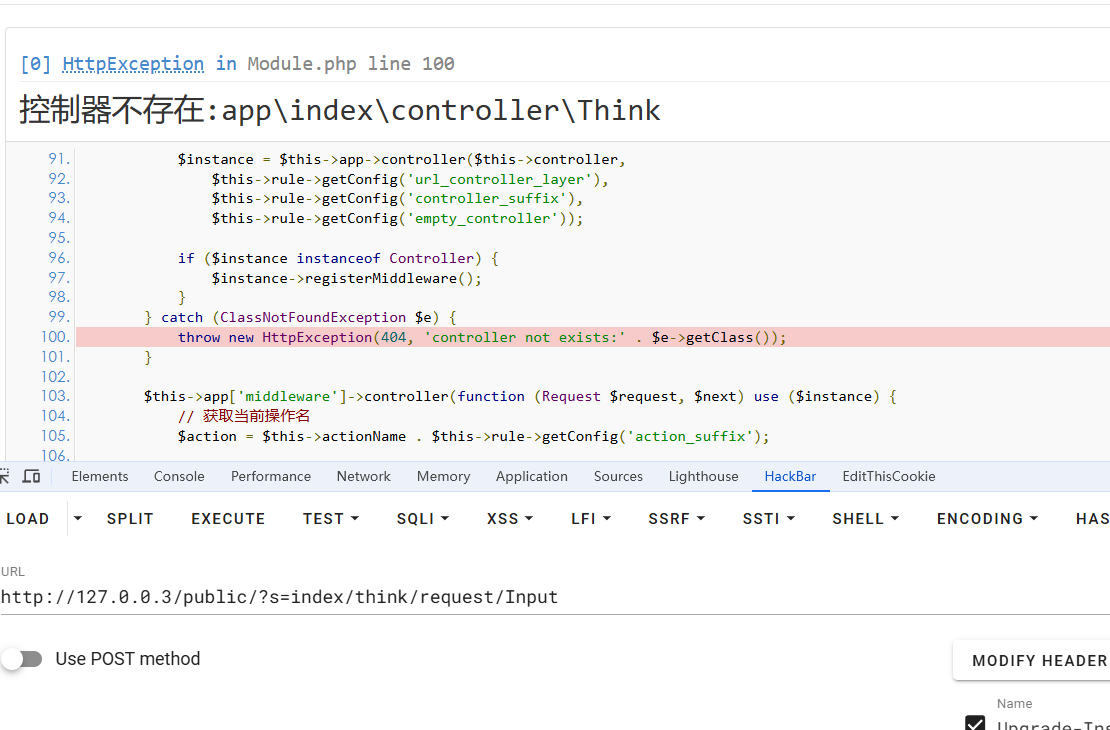 [0] HttpException in Module.php line 100
控制器不存在:app\index\controller\Think
91. $instance = $this->app->controller($this->controller,
92. $this->rule->getConfig('url_controller_layer'),
93. $this->rule->getConfig('controller_suffix'),
94. $this->rule->getConfig('empty_controller'));
95.
96. if ($instance instanceof Controller) {
97. $instance->registerMiddleware();
98. }
99. } catch (ClassNotFoundException $e) {
100. throw new HttpException(404, 'controller not exists:' . $e->getClass());
101. }
102.
103. $this->app['middleware']->controller(function (Request $request, $next) use ($instance) {
104. // 获取当前操作名
105. $action = $this->actionName . $this->rule->getConfig('action_suffix');
106.
Elements Console Performance Network Memory Application Sources Lighthouse HackBar EditThisCookie
LOAD SPLIT EXECUTE TEST SQLI XSS LFI SSRF SSTI SHELL ENCODING HAS
URL
http://127.0.0.3/public/?s=index/think/request/Input
Use POST method
MODIFY HEADER
Name
Upgrade-Ins